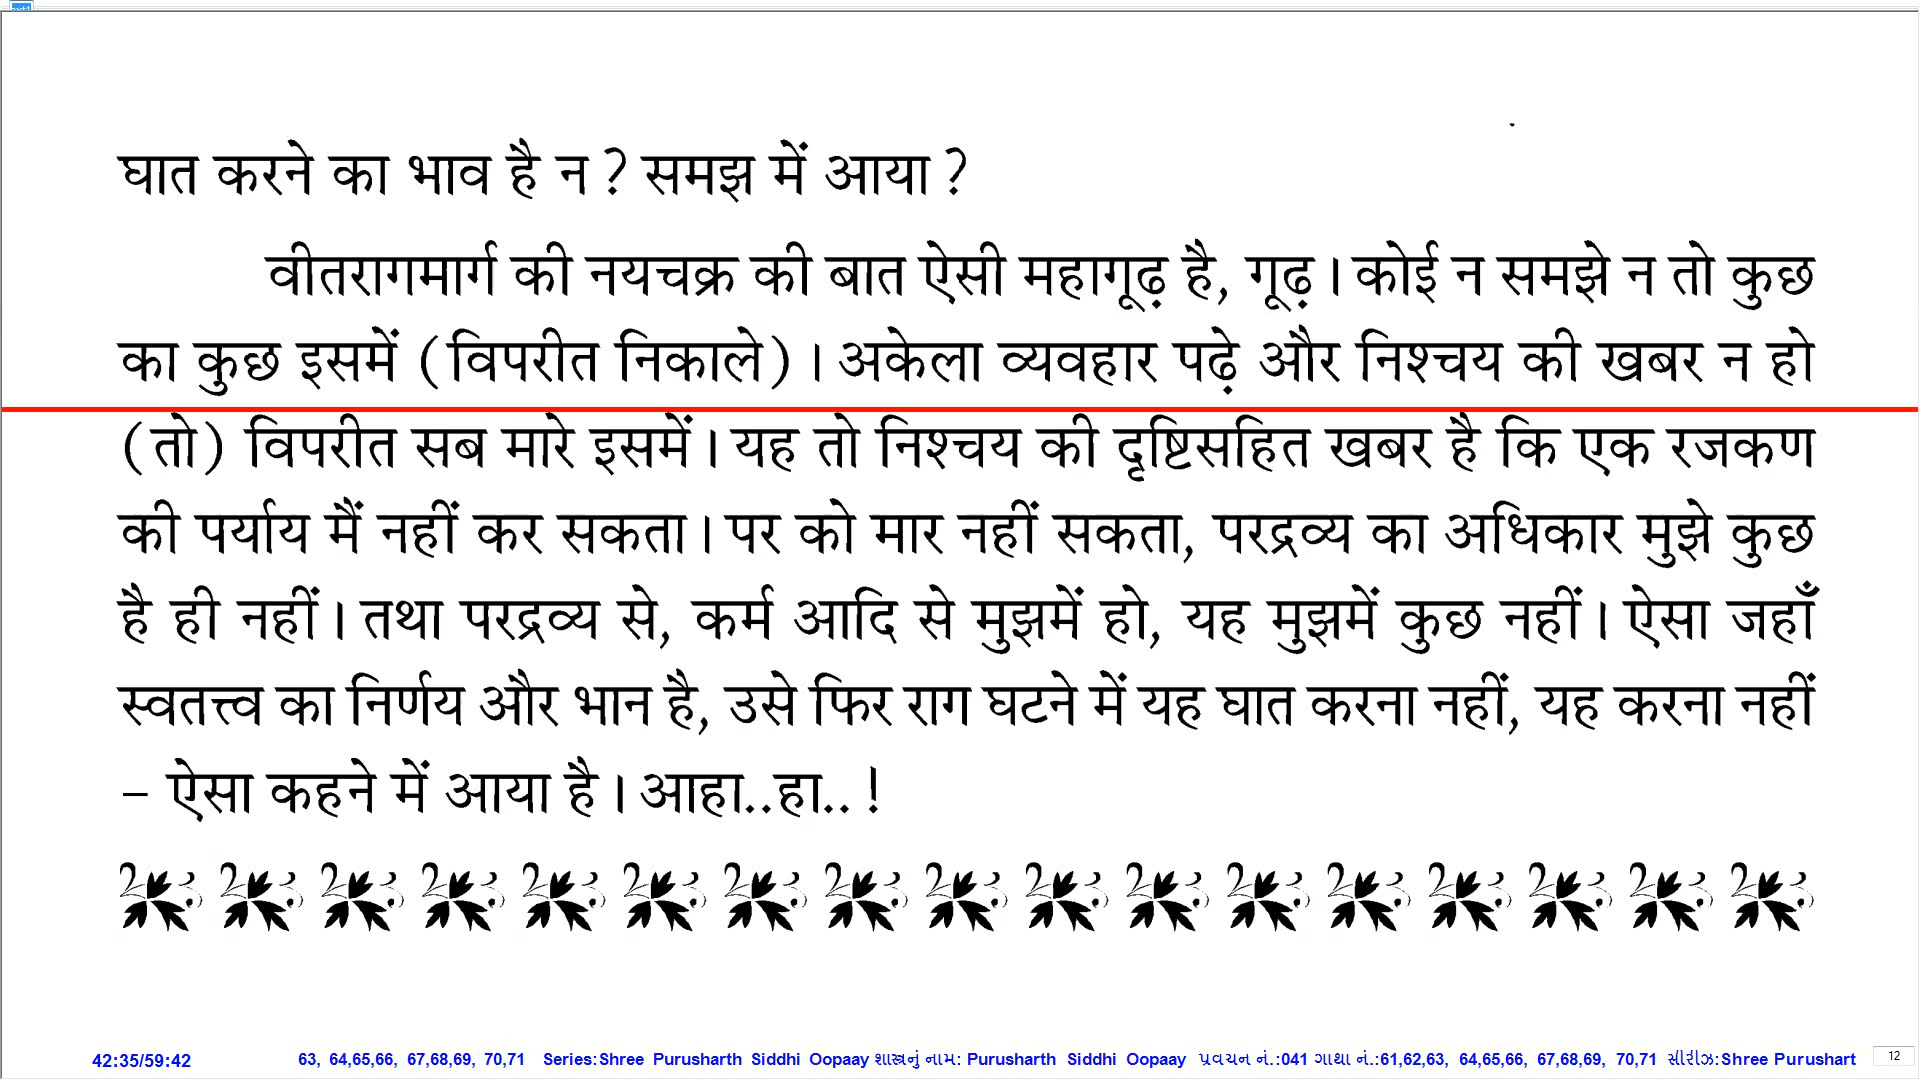 घात करने का भाव है न ? समझ में आया ?
वीतरागमार्ग की नयचक्र की बात ऐसी महागूढ़ है, गूढ़ । कोई न समझे न तो कुछ
का कुछ इसमें (विपरीत निकाले) । अकेला व्यवहार पढ़े और निश्चय की खबर न हो
(तो) विपरीत सब मारे इसमें । यह तो निश्चय की दृष्टिसहित खबर है कि एक रजकण
की पर्याय मैं नहीं कर सकता । पर को मार नहीं सकता, परद्रव्य का अधिकार मुझे कुछ
है ही नहीं । तथा परद्रव्य से, कर्म आदि से मुझमें हो, यह मुझमें कुछ नहीं । ऐसा जहाँ
स्वतत्त्व का निर्णय और भान है, उसे फिर राग घटने में यह घात करना नहीं, यह करना नहीं
– ऐसा कहने में आया है । आहा..हा.. !
42:35/59:42 63, 64,65,66, 67,68,69, 70,71 Series:Shree Purusharth Siddhi Oopaay શાસ્ત્રનું નામ: Purusharth Siddhi Oopaay પ્રવચન નં.:041 ગાથા નં.:61,62,63, 64,65,66, 67,68,69, 70,71 સીરીઝ:Shree Purushart 12